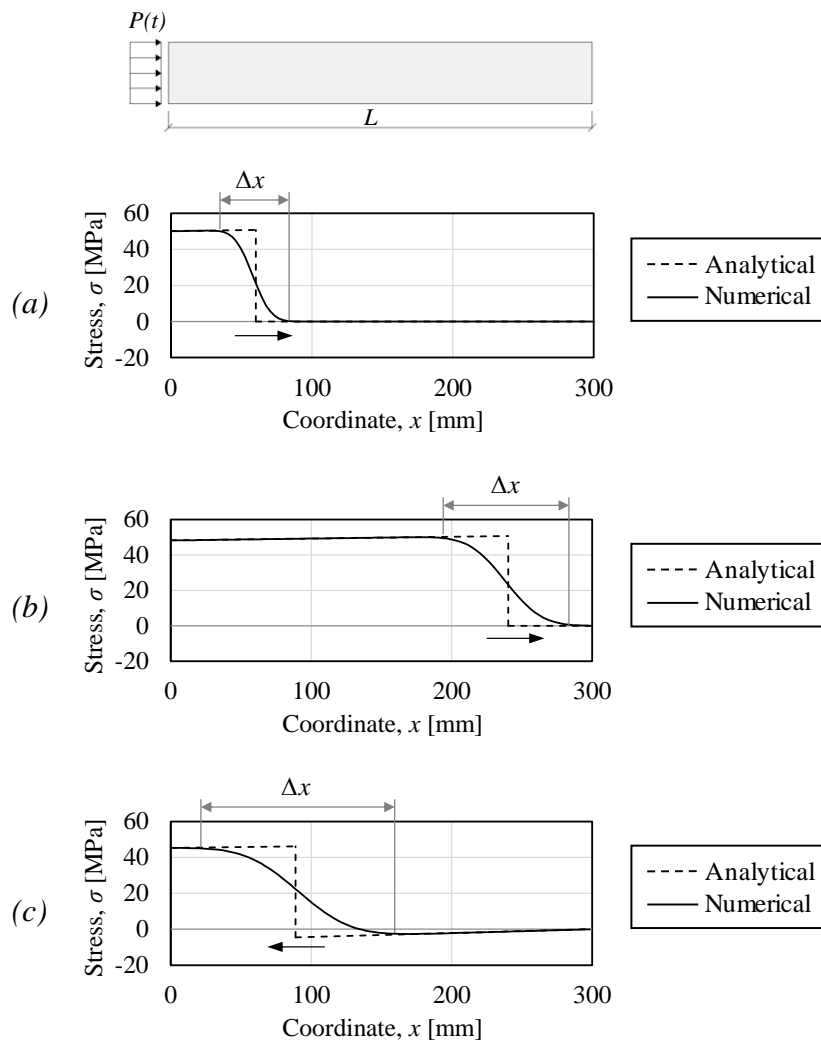 P(t)
L
Δx
60
40
20
0
-20
Stress, σ [MPa]
(a)
0 100 200 300
Coordinate, x [mm]
Analytical
Numerical
Δx
60
40
20
0
-20
Stress, σ [MPa]
(b)
0 100 200 300
Coordinate, x [mm]
Analytical
Numerical
Δx
60
40
20
0
-20
Stress, σ [MPa]
(c)
0 100 200 300
Coordinate, x [mm]
Analytical
Numerical